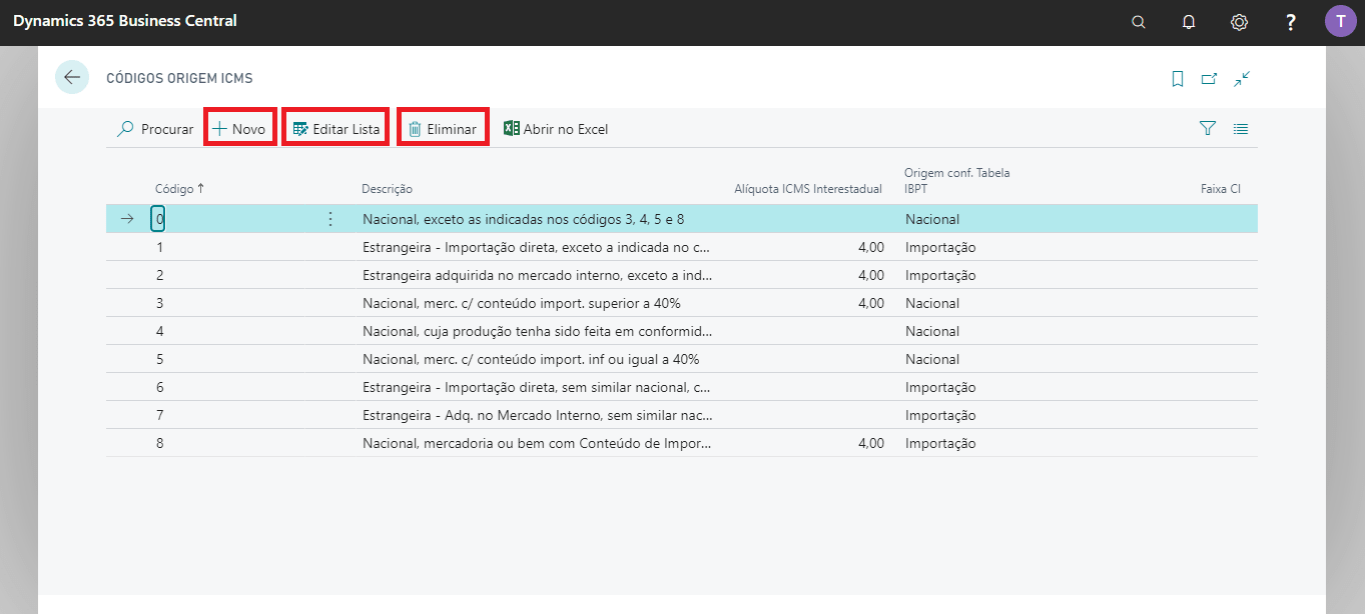 Dynamics 365 Business Central
?
T
CÓDIGOS ORIGEM ICMS
Procurar
Novo
Editar Lista
Eliminar
Abrir no Excel
Código ↑
Descrição
Alíquota ICMS Interestadual
Origem conf. Tabela
IBPT
Faixa CI
0 Nacional, exceto as indicadas nos códigos 3, 4, 5 e 8 Nacional
1 Estrangeira - Importação direta, exceto a indicada no c... 4,00 Importação
2 Estrangeira adquirida no mercado interno, exceto a ind... 4,00 Importação
3 Nacional, merc. c/ conteúdo import. superior a 40% 4,00 Nacional
4 Nacional, cuja produção tenha sido feita em conformid... Nacional
5 Nacional, merc. c/ conteúdo import. inf ou igual a 40% Nacional
6 Estrangeira - Importação direta, sem similar nacional, c... Importação
7 Estrangeira - Adq. no Mercado Interno, sem similar nac... Importação
8 Nacional, mercadoria ou bem com Conteúdo de Impor... 4,00 Importação